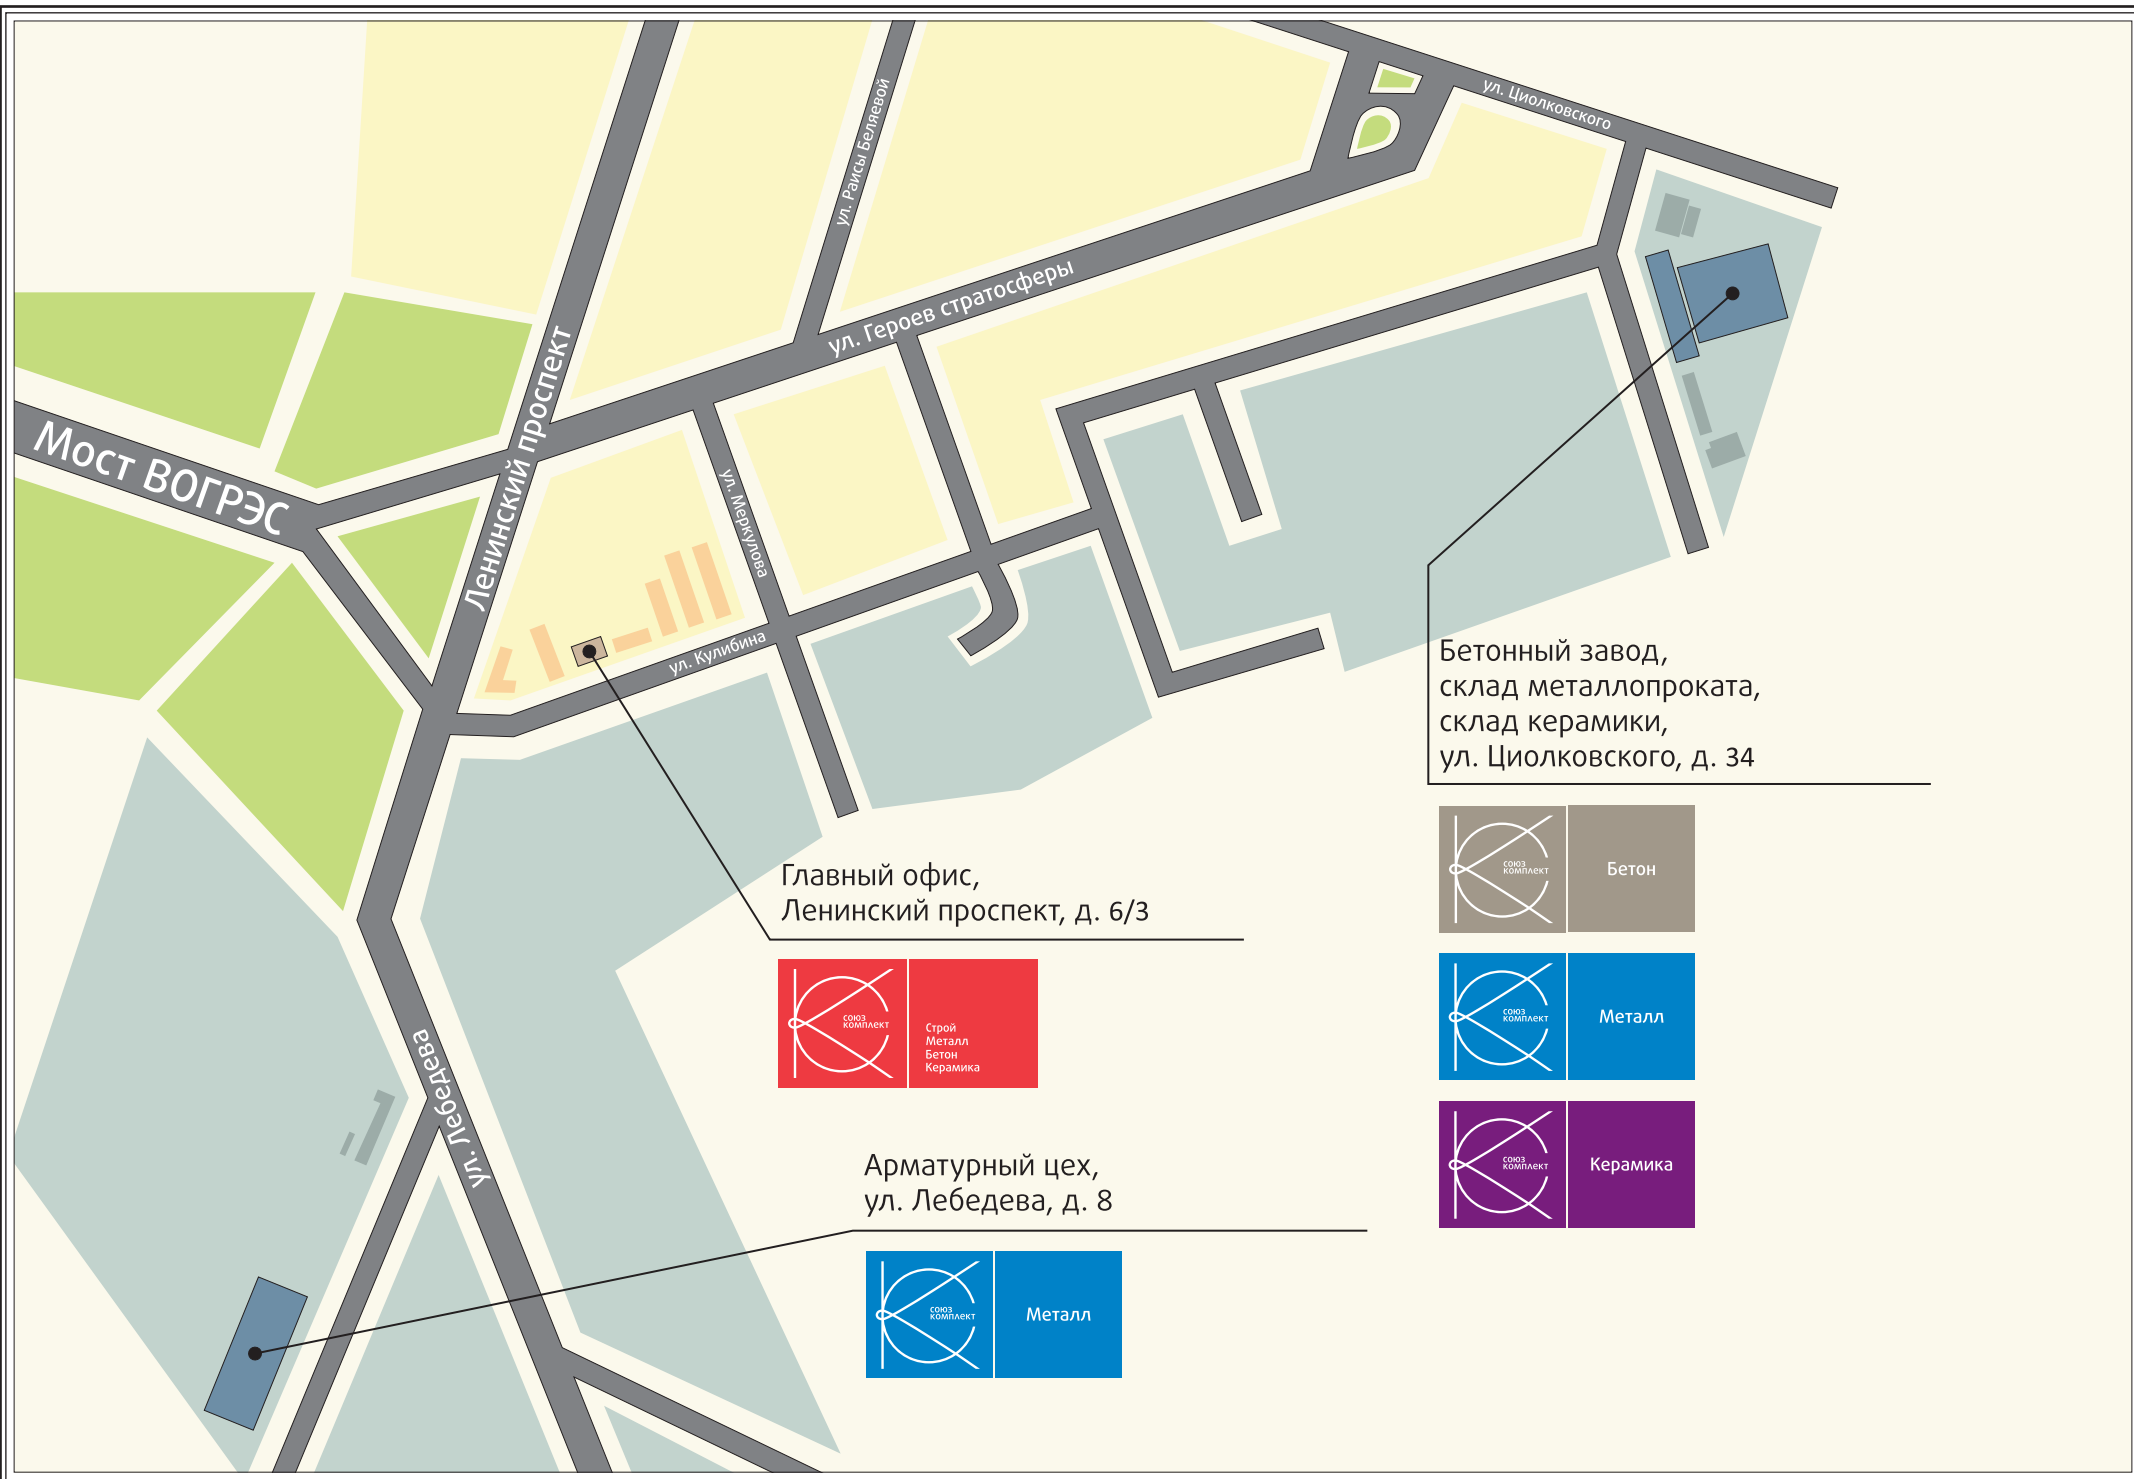 ул. Циолковского
ул. Раисы Беляевой
ул. Героев стратосферы
Ленинский проспект
Мост ВОГРЭС
ул. Меркулова
ул. Кулибина
ул. Лебедева
Бетонный завод,
склад металлопроката,
склад керамики,
ул. Циолковского, д. 34
союз
комплект
Бетон
союз
комплект
Металл
союз
комплект
Керамика
Главный офис,
Ленинский проспект, д. 6/3
союз
комплект
Строй
Металл
Бетон
Керамика
Арматурный цех,
ул. Лебедева, д. 8
союз
комплект
Металл